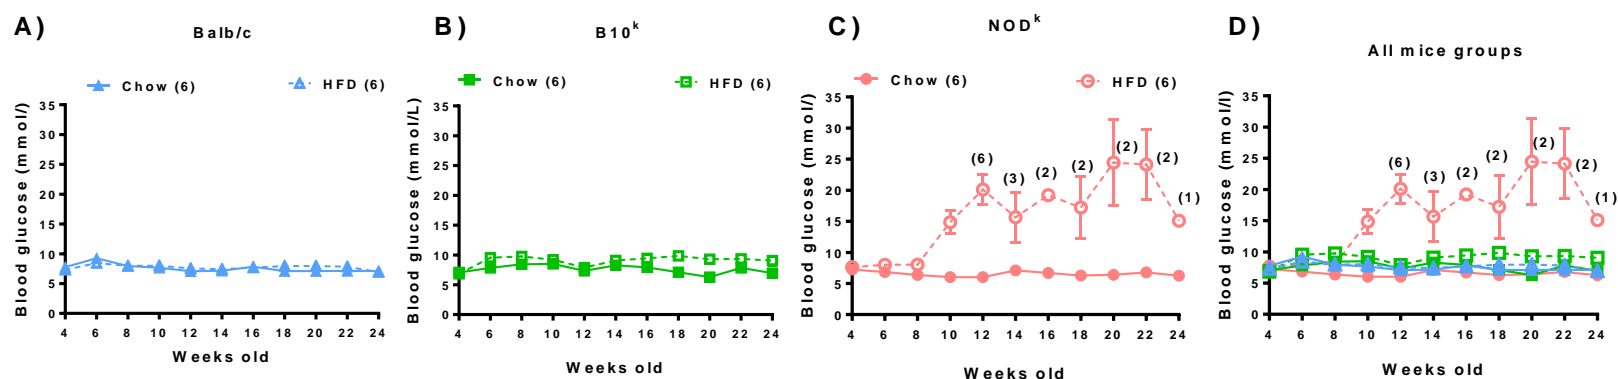 A)
Balb/c
Chow (6)
HFD (6)
Blood glucose (mmol/)
35
30
25
20
15
10
5
0
4 6 8 10 12 14 16 18 20 22 24
Weeks old
B)
B10k
Chow (6)
HFD (6)
Blood glucose (mmol/L)
35
30
25
20
15
10
5
0
4 6 8 10 12 14 16 18 20 22 24
Weeks old
C)
NODk
Chow (6)
HFD (6)
Blood glucose (mmol/l)
35
30
25
20
15
10
5
0
(6)
(3)
(2)
(2)
(2)
(2)
(1)
4 6 8 10 12 14 16 18 20 22 24
Weeks old
D)
All mice groups
Blood glucose (mmol/l)
35
30
25
20
15
10
5
0
(6)
(3)
(2)
(2)
(2)
(2)
(1)
4 6 8 10 12 14 16 18 20 22 24
Weeks old